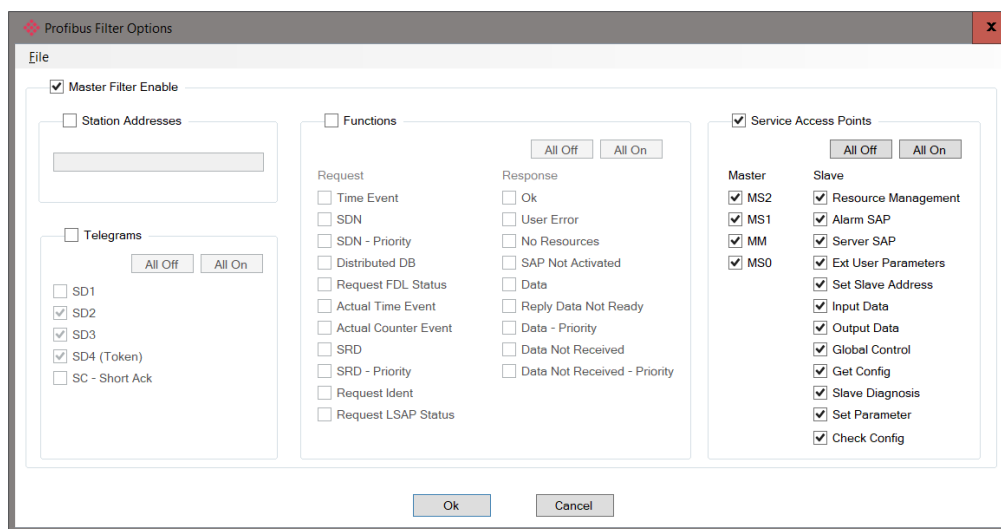 Profibus Filter Options
x
File
Master Filter Enable
Station Addresses
Telegrams
All Off All On
SD1
SD2
SD3
SD4 (Token)
SC - Short Ack
Functions
All Off All On
Request Response
Time Event Ok
SDN User Error
SDN - Priority No Resources
Distributed DB SAP Not Activated
Request FDL Status Data
Actual Time Event Reply Data Not Ready
Actual Counter Event Data - Priority
SRD Data Not Received
SRD - Priority Data Not Received - Priority
Request Ident
Request LSAP Status
Service Access Points
All Off All On
Master Slave
MS2 Resource Management
MS1 Alarm SAP
MM Server SAP
MS0 Ext User Parameters
Set Slave Address
Input Data
Output Data
Global Control
Get Config
Slave Diagnosis
Set Parameter
Check Config
Ok Cancel